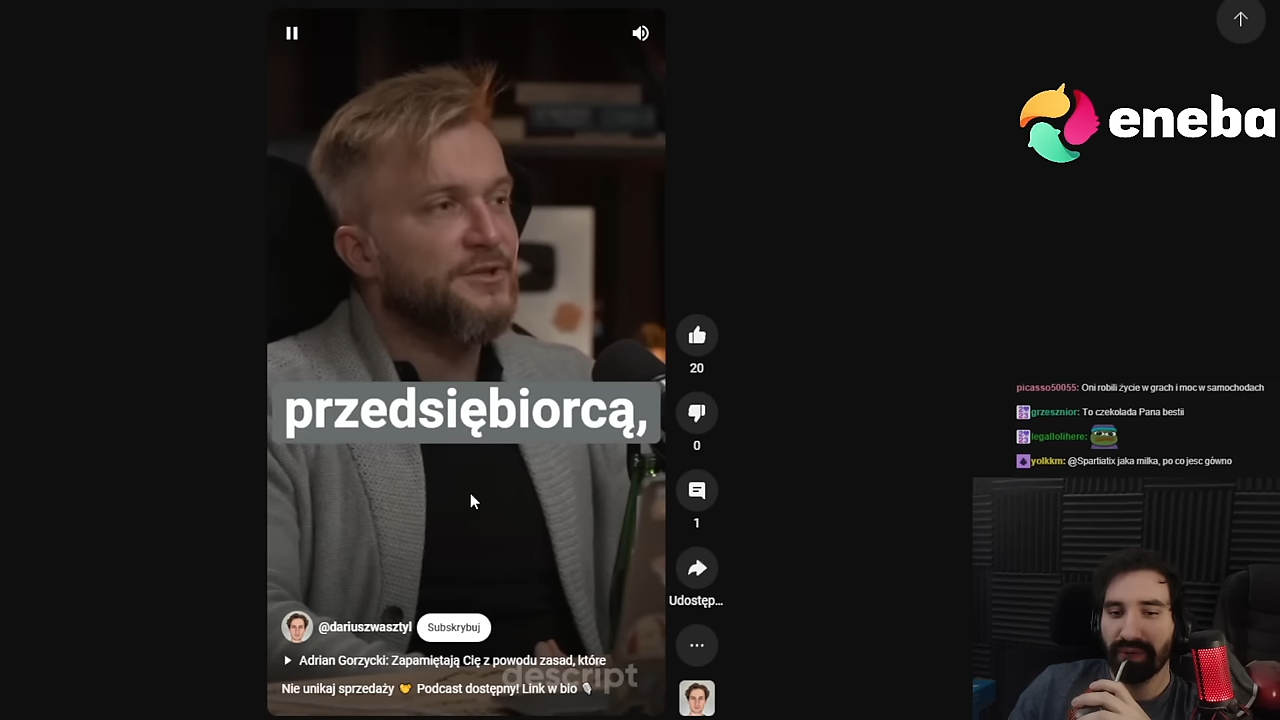 eneba
przedsiębiorcą,
20
0
1
Udostęp...
@dariuszwasztyl
Subskrybuj
Adrian Gorzycki: Zapamiętają Cię z powodu zasad, które
descript
Nie unikaj sprzedaży 🧡 Podcast dostępny! Link w bio 🎙
picasso50055: Oni robili życie w grach i moc w samochodach
grzesznior: To czekolada Pana bestii
legallolihere:
yolkkm: @Spartiatix jaka milka, po co jesc gówno